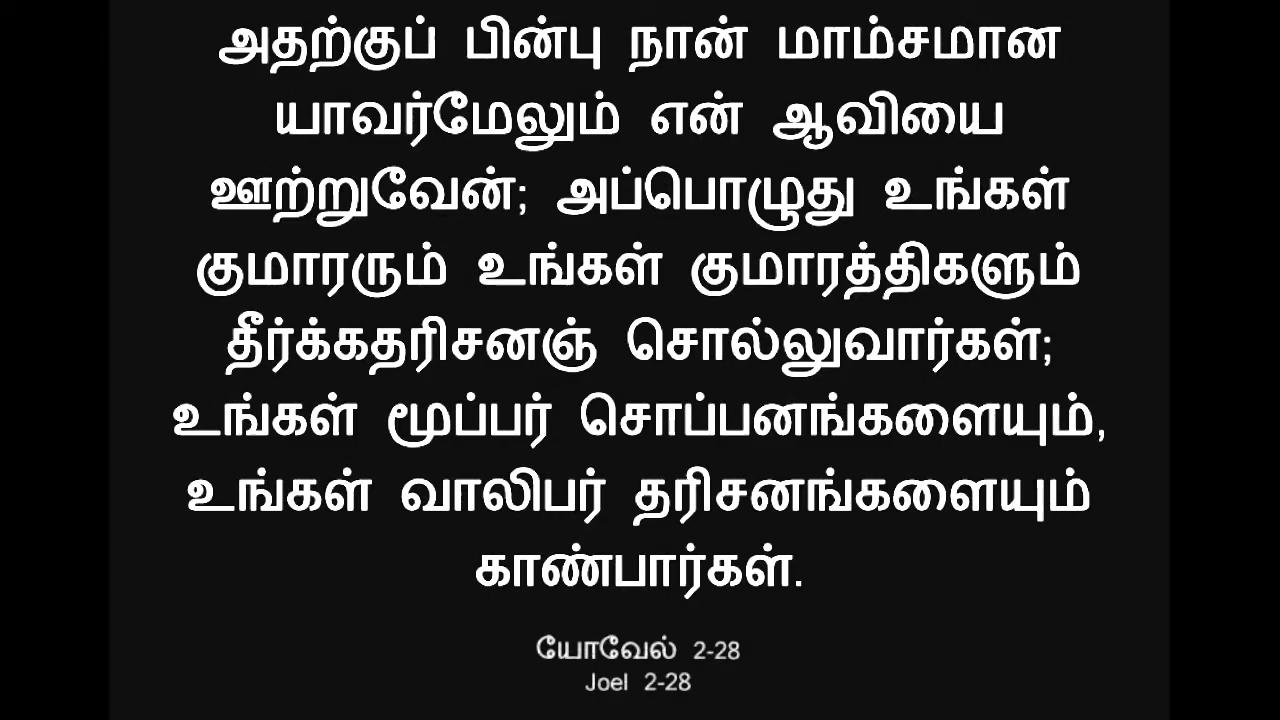 அதற்குப் பின்பு நான் மாம்சமான
யாவர்மேலும் என் ஆவியை
ஊற்றுவேன்; அப்பொழுது உங்கள்
குமாரரும் உங்கள் குமாரத்திகளும்
தீர்க்கதரிசனஞ் சொல்லுவார்கள்;
உங்கள் மூப்பர் சொப்பனங்களையும்,
உங்கள் வாலிபர் தரிசனங்களையும்
காண்பார்கள்.
யோவேல் 2-28
Joel 2-28